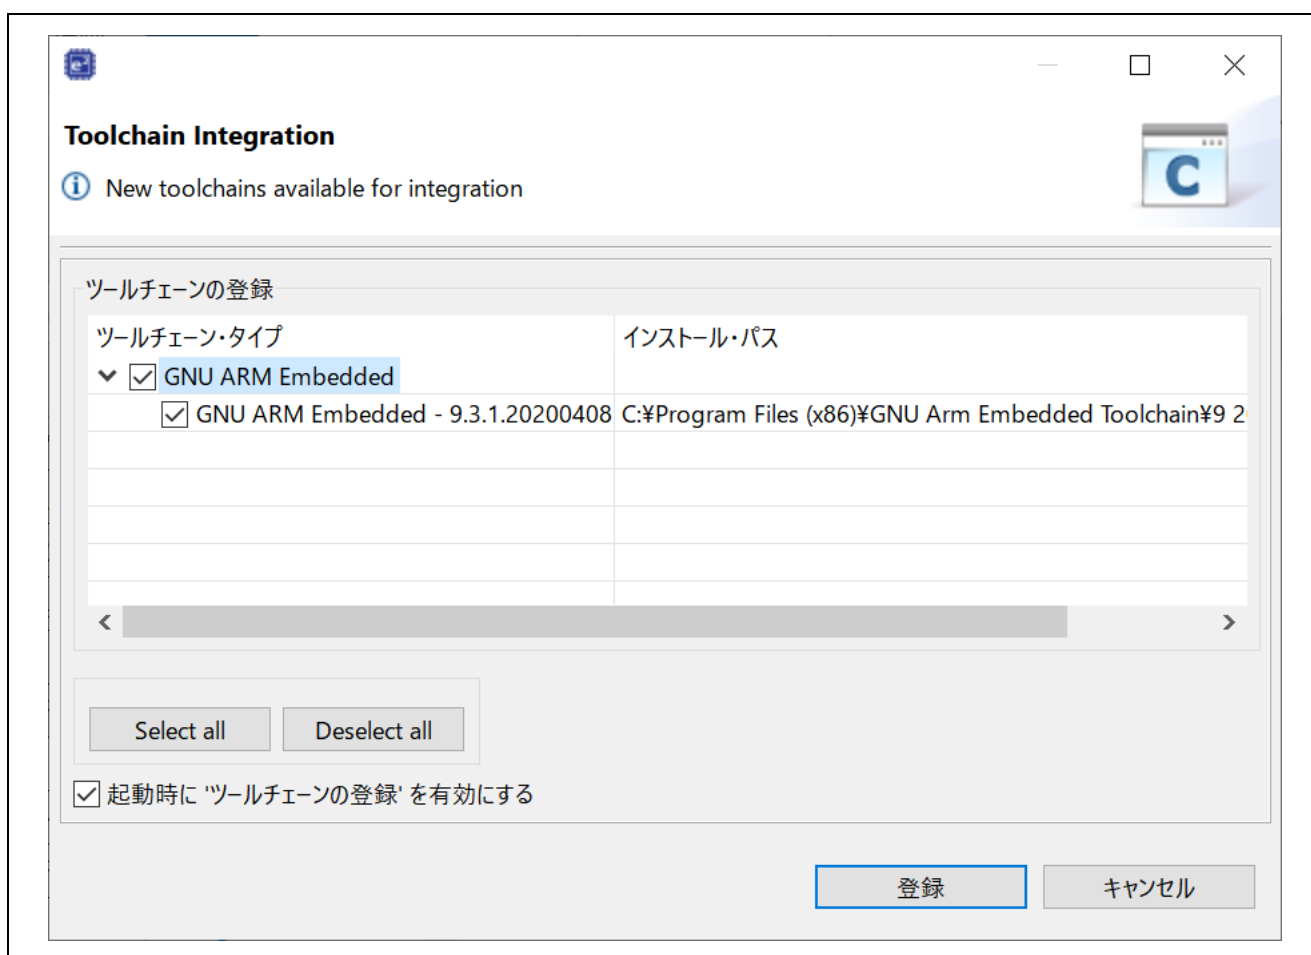 Toolchain Integration
New toolchains available for integration
ツールチェーンの登録
ツールチェーン・タイプ インストール・パス
GNU ARM Embedded
GNU ARM Embedded - 9.3.1.20200408 C:¥Program Files (x86)¥GNU Arm Embedded Toolchain¥9 2
Select all Deselect all
起動時に 'ツールチェーンの登録' を有効にする
登録 キャンセル